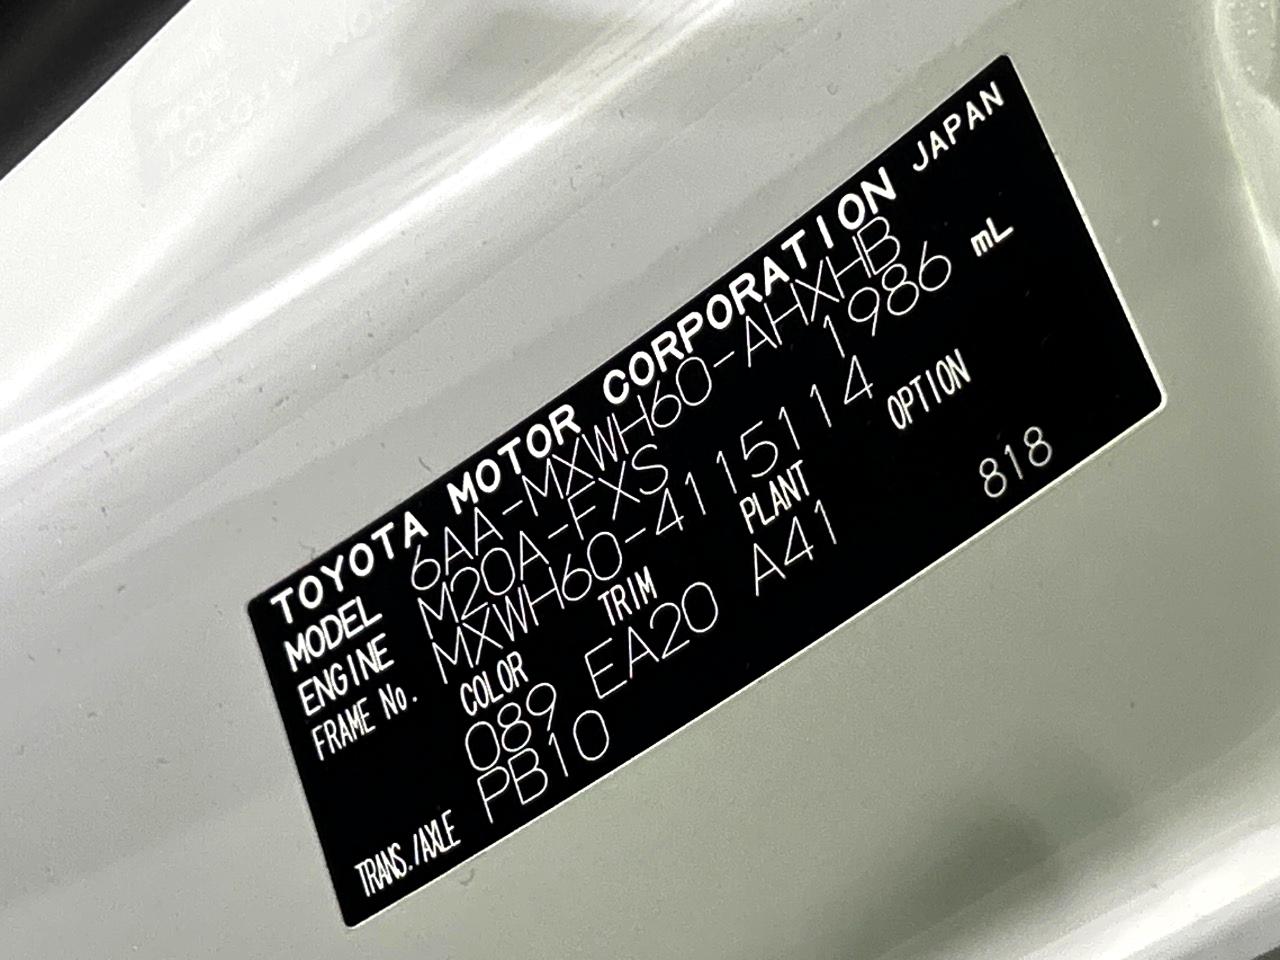 TOYOTA MOTOR CORPORATION JAPAN
MODEL 6AA-MXWH60-AHXHB
ENGINE M20A-FXS 1986 mL
FRAME No. MXWH60-4115114
COLOR TRIM PLANT OPTION
089 EA20 A41 818
TRANS./AXLE PB10